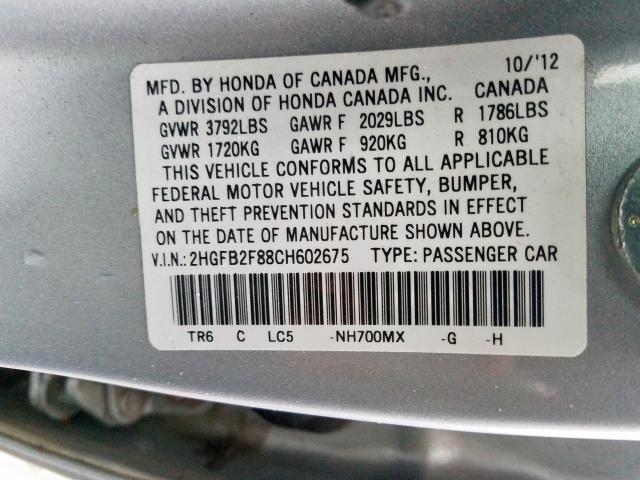 MFD. BY HONDA OF CANADA MFG., 10/'12
A DIVISION OF HONDA CANADA INC. CANADA
GVWR 3792LBS GAWR F 2029LBS R 1786LBS
GVWR 1720KG GAWR F 920KG R 810KG
THIS VEHICLE CONFORMS TO ALL APPLICABLE
FEDERAL MOTOR VEHICLE SAFETY, BUMPER,
AND THEFT PREVENTION STANDARDS IN EFFECT
ON THE DATE OF MANUFACTURE SHOWN ABOVE.
V.I.N.: 2HGFB2F88CH602675 TYPE: PASSENGER CAR
TR6 C LC5 -NH700MX -G -H